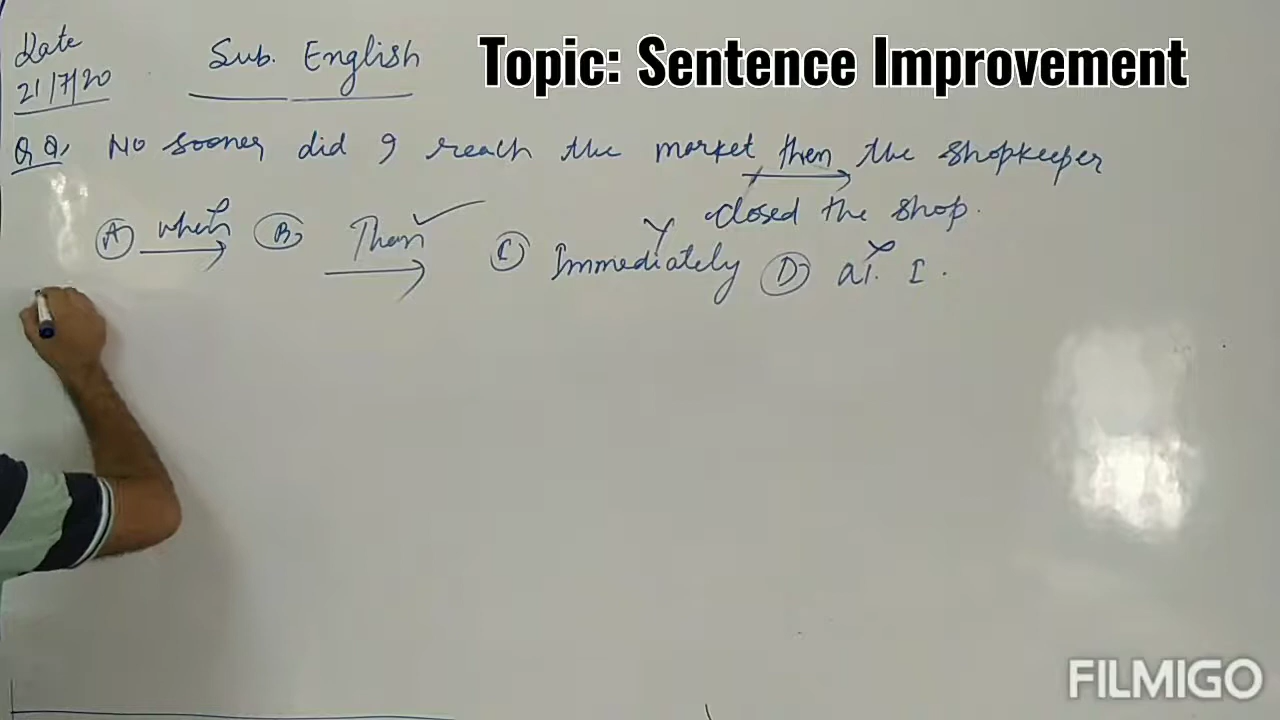 Date
21/7/20
Sub. English
Topic: Sentence Improvement
Q Q, No sooner did I reach the market then the shopkeeper
closed the shop.
A when B Than C Immediately D
FILMIGO